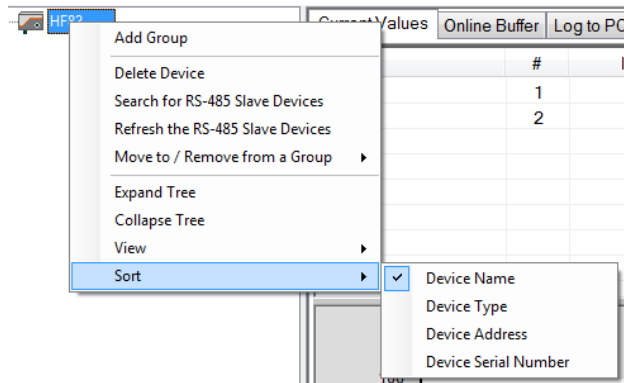 HF82
Current Values
Online Buffer
Log to PC
Add Group
#
Delete Device
1
Search for RS-485 Slave Devices
2
Refresh the RS-485 Slave Devices
Move to / Remove from a Group
Expand Tree
Collapse Tree
View
Sort
Device Name
Device Type
Device Address
Device Serial Number